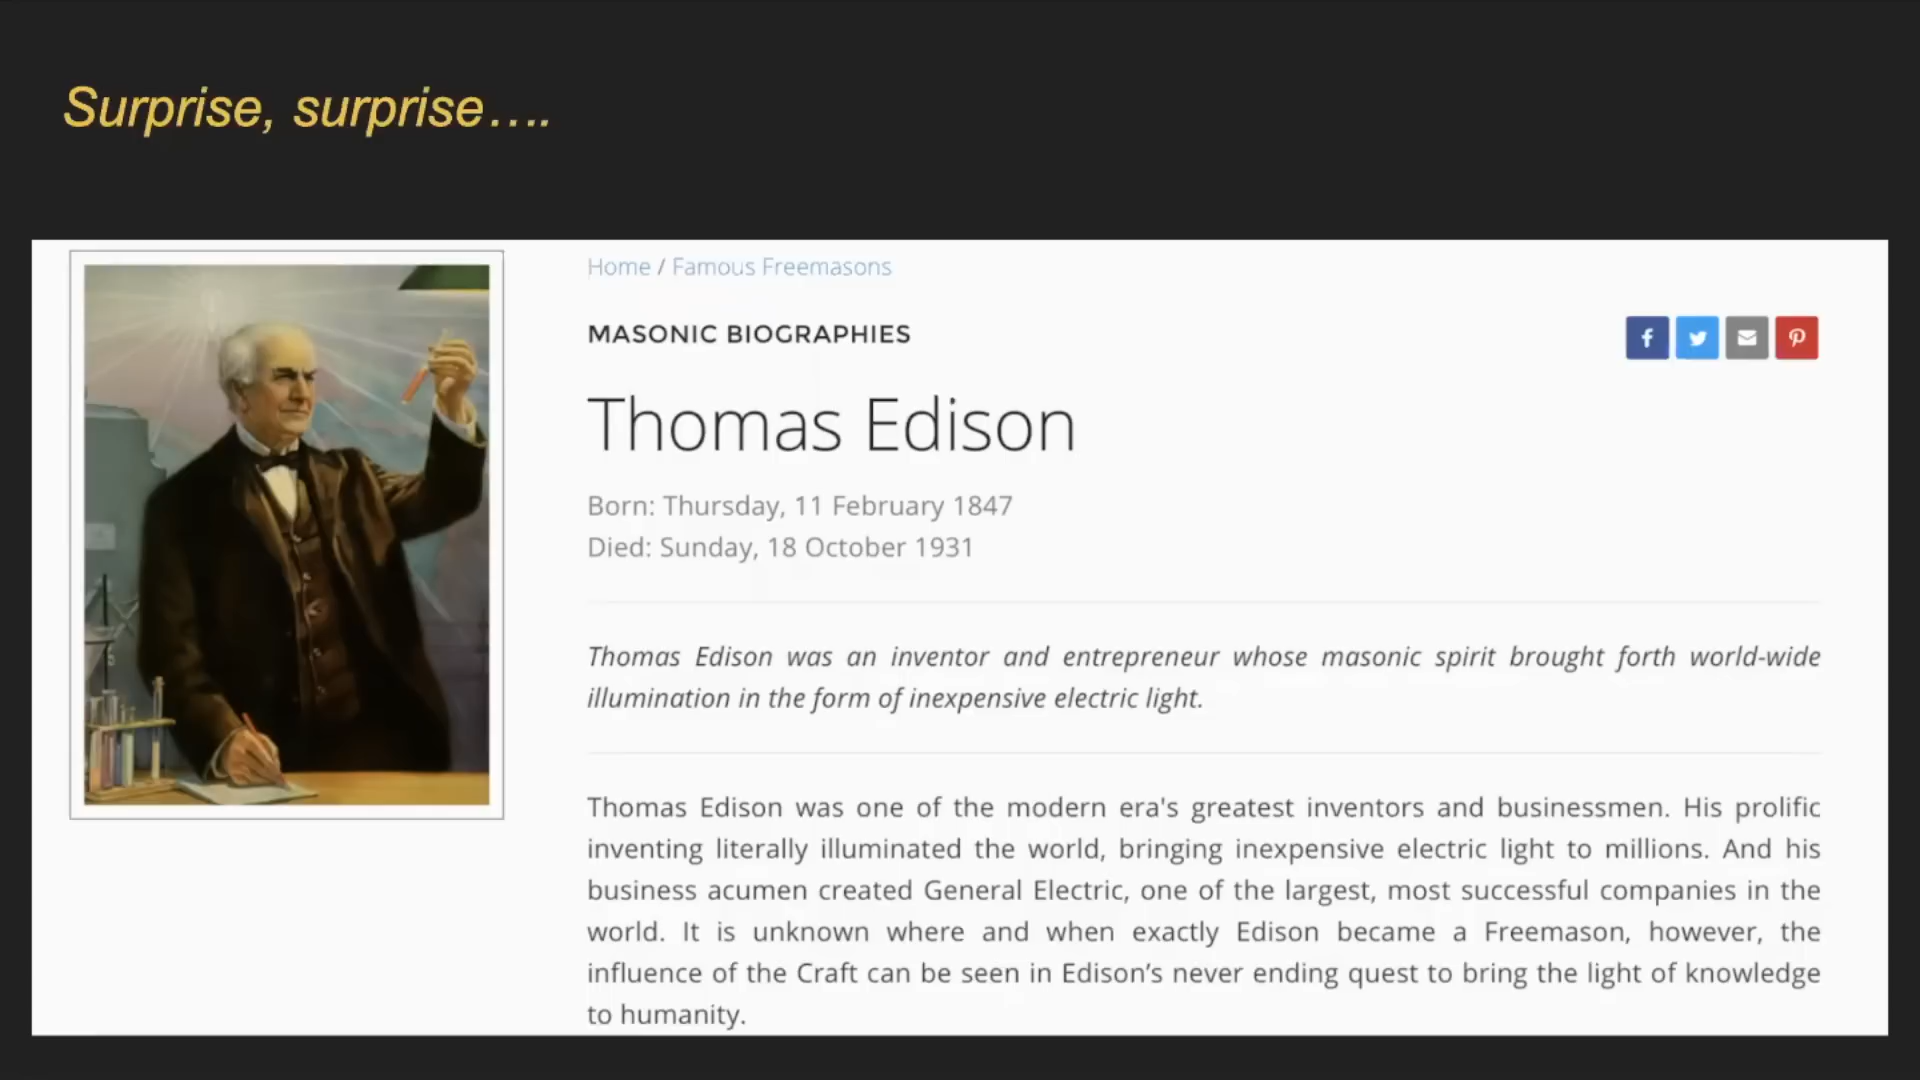 Surprise, surprise….
Home / Famous Freemasons
MASONIC BIOGRAPHIES
Thomas Edison
Born: Thursday, 11 February 1847
Died: Sunday, 18 October 1931
Thomas Edison was an inventor and entrepreneur whose masonic spirit brought forth world-wide
illumination in the form of inexpensive electric light.
Thomas Edison was one of the modern era's greatest inventors and businessmen. His prolific
inventing literally illuminated the world, bringing inexpensive electric light to millions. And his
business acumen created General Electric, one of the largest, most successful companies in the
world. It is unknown where and when exactly Edison became a Freemason, however, the
influence of the Craft can be seen in Edison’s never ending quest to bring the light of knowledge
to humanity.